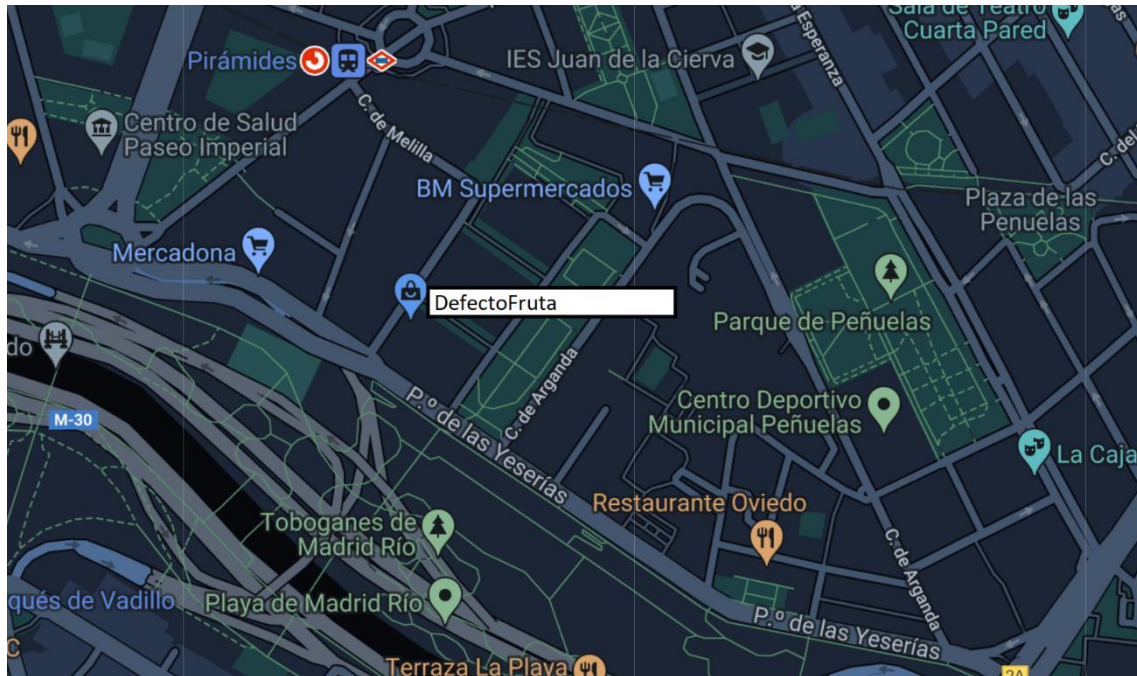 Sala de Teatro
Cuarta Pared
Pirámides
IES Juan de la Cierva
Esperanza
Centro de Salud
Paseo Imperial
C. de Melilla
C. del
BM Supermercados
Plaza de las
Penuelas
Mercadona
DefectoFruta
Parque de Peñuelas
do
C. de Arganda
M-30
P.º de las Yeserías
Centro Deportivo
Municipal Peñuelas
La Caja
Restaurante Oviedo
Toboganes de
Madrid Río
C. de Arganda
qués de Vadillo
Playa de Madrid Río
P.º de las Yeserías
C
Terraza La Playa
2A